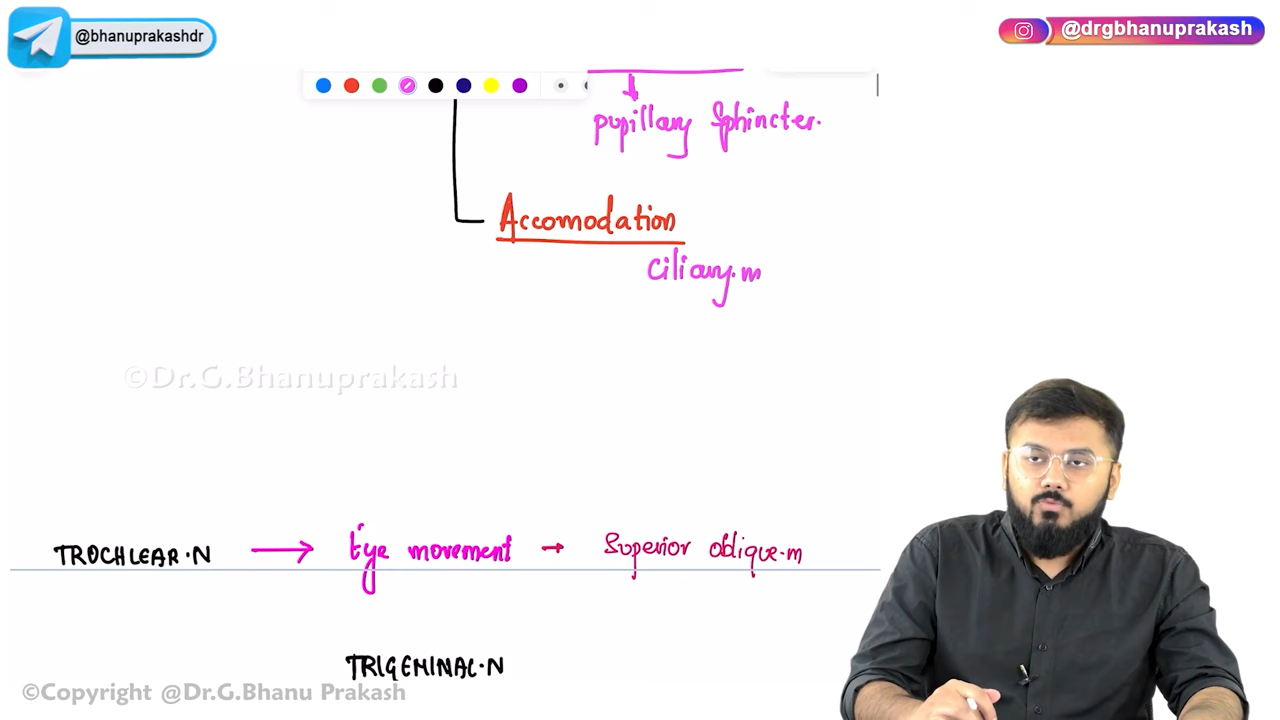 @bhanuprakashdr
@drgbhanuprakash
pupillary Sphincter.
Accomodation
Ciliary.m
©Dr.G.Bhanuprakash
TROCHLEAR.N → Eye movement → Superior oblique.m
TRIGEMINAL.N
©Copyright @Dr.G.Bhanu Prakash